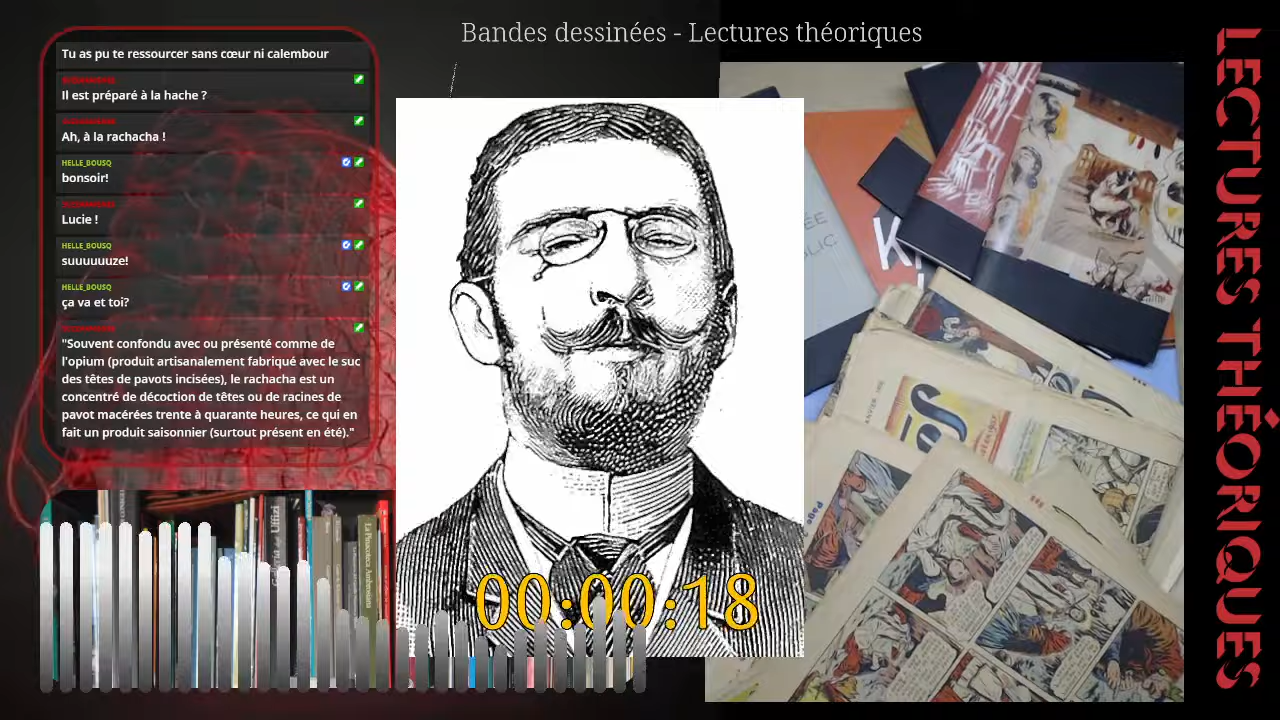 Bandes dessinées - Lectures théoriques
Tu as pu te ressourcer sans cœur ni calembour
Il est préparé à la hache ?
Ah, à la rachacha !
HELLE_BOUSQ
bonsoir!
Lucie !
HELLE_BOUSQ
suuuuuuze!
HELLE_BOUSQ
ça va et toi?
"Souvent confondu avec ou présenté comme de
l'opium (produit artisanalement fabriqué avec le suc
des têtes de pavots incisées), le rachacha est un
concentré de décoction de têtes ou de racines de
pavot macérées trente à quarante heures, ce qui en
fait un produit saisonnier (surtout présent en été)."
00:00:18
LECTURES THÉORIQUES
Uffizi
La Pinacoteca Ambrosiana